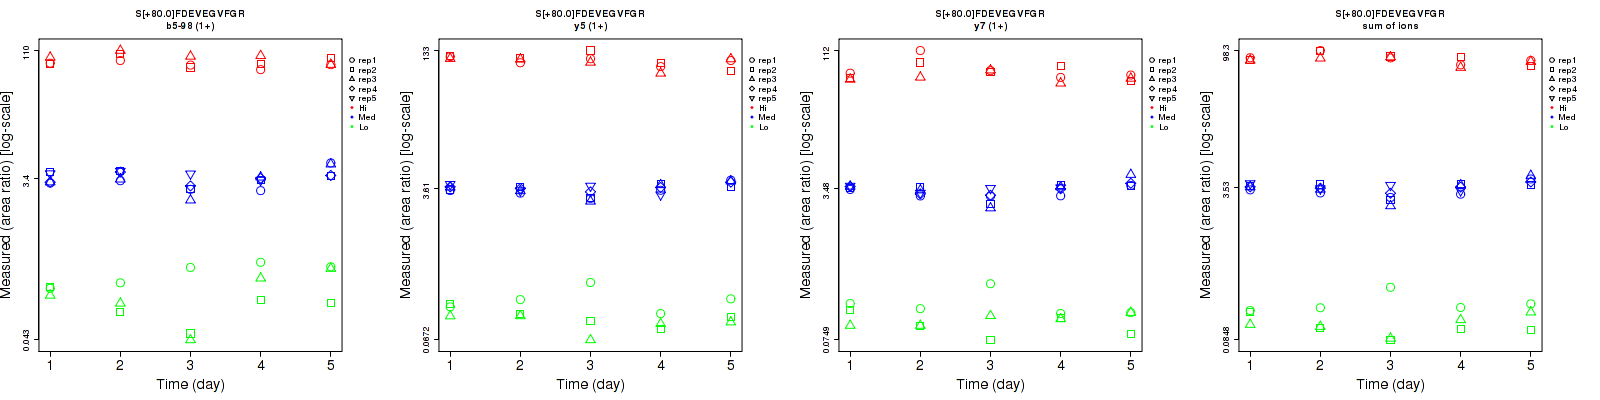 S[+80.0]FDEVEGVFGR
b5-98 (1+)
Measured (area ratio) [log-scale]
110
3.4
0.043
1 2 3 4 5
Time (day)
rep1
rep2
rep3
rep4
rep5
Hi
Med
Lo
S[+80.0]FDEVEGVFGR
y5 (1+)
Measured (area ratio) [log-scale]
133
3.61
0.0672
1 2 3 4 5
Time (day)
rep1
rep2
rep3
rep4
rep5
Hi
Med
Lo
S[+80.0]FDEVEGVFGR
y7 (1+)
Measured (area ratio) [log-scale]
112
3.48
0.0749
1 2 3 4 5
Time (day)
rep1
rep2
rep3
rep4
rep5
Hi
Med
Lo
S[+80.0]FDEVEGVFGR
sum of ions
Measured (area ratio) [log-scale]
98.3
3.53
0.0848
1 2 3 4 5
Time (day)
rep1
rep2
rep3
rep4
rep5
Hi
Med
Lo